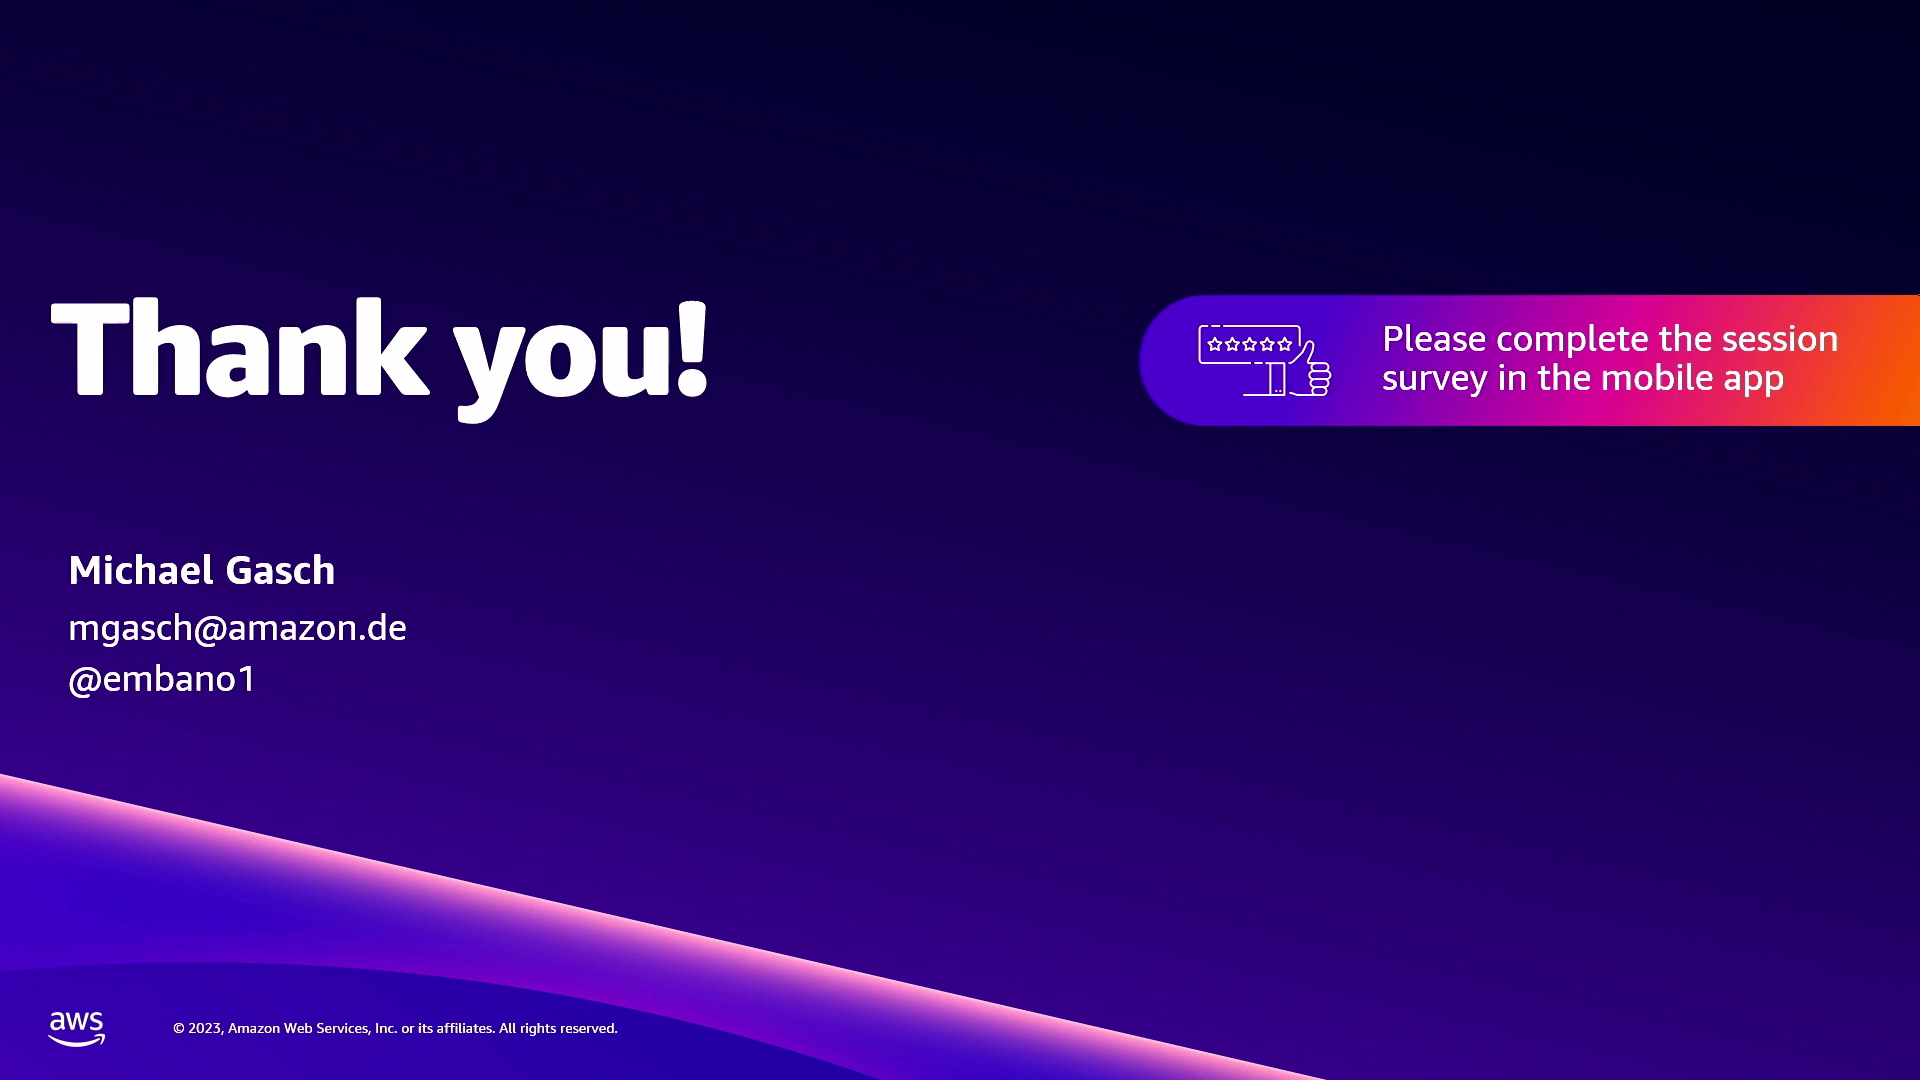 Thank you!
Please complete the session
survey in the mobile app
Michael Gasch
mgasch@amazon.de
@embano1
aws
© 2023, Amazon Web Services, Inc. or its affiliates. All rights reserved.